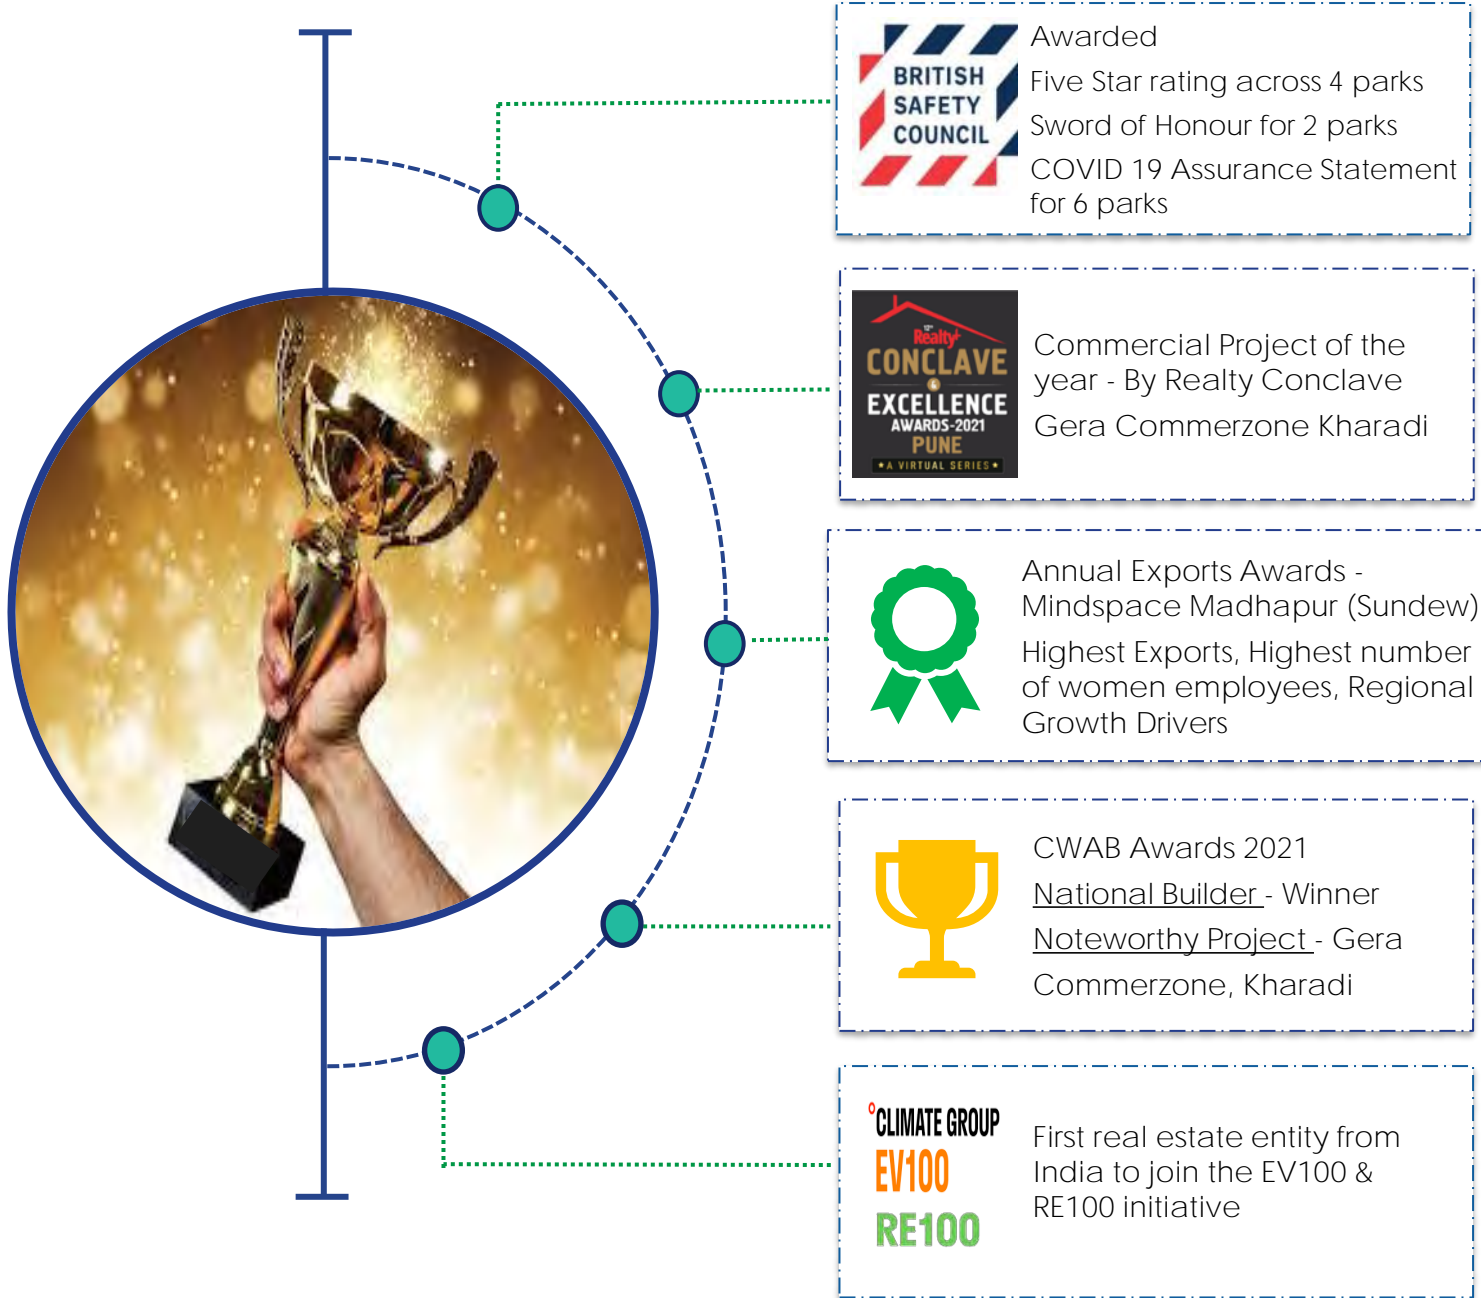 BRITISH
SAFETY
COUNCIL
Awarded
Five Star rating across 4 parks
Sword of Honour for 2 parks
COVID 19 Assurance Statement
for 6 parks
12th
Realty+
CONCLAVE
&
EXCELLENCE
AWARDS-2021
PUNE
★ A VIRTUAL SERIES ★
Commercial Project of the
year - By Realty Conclave
Gera Commerzone Kharadi
Annual Exports Awards -
Mindspace Madhapur (Sundew)
Highest Exports, Highest number
of women employees, Regional
Growth Drivers
CWAB Awards 2021
National Builder - Winner
Noteworthy Project - Gera
Commerzone, Kharadi
°CLIMATE GROUP
EV100
RE100
First real estate entity from
India to join the EV100 &
RE100 initiative